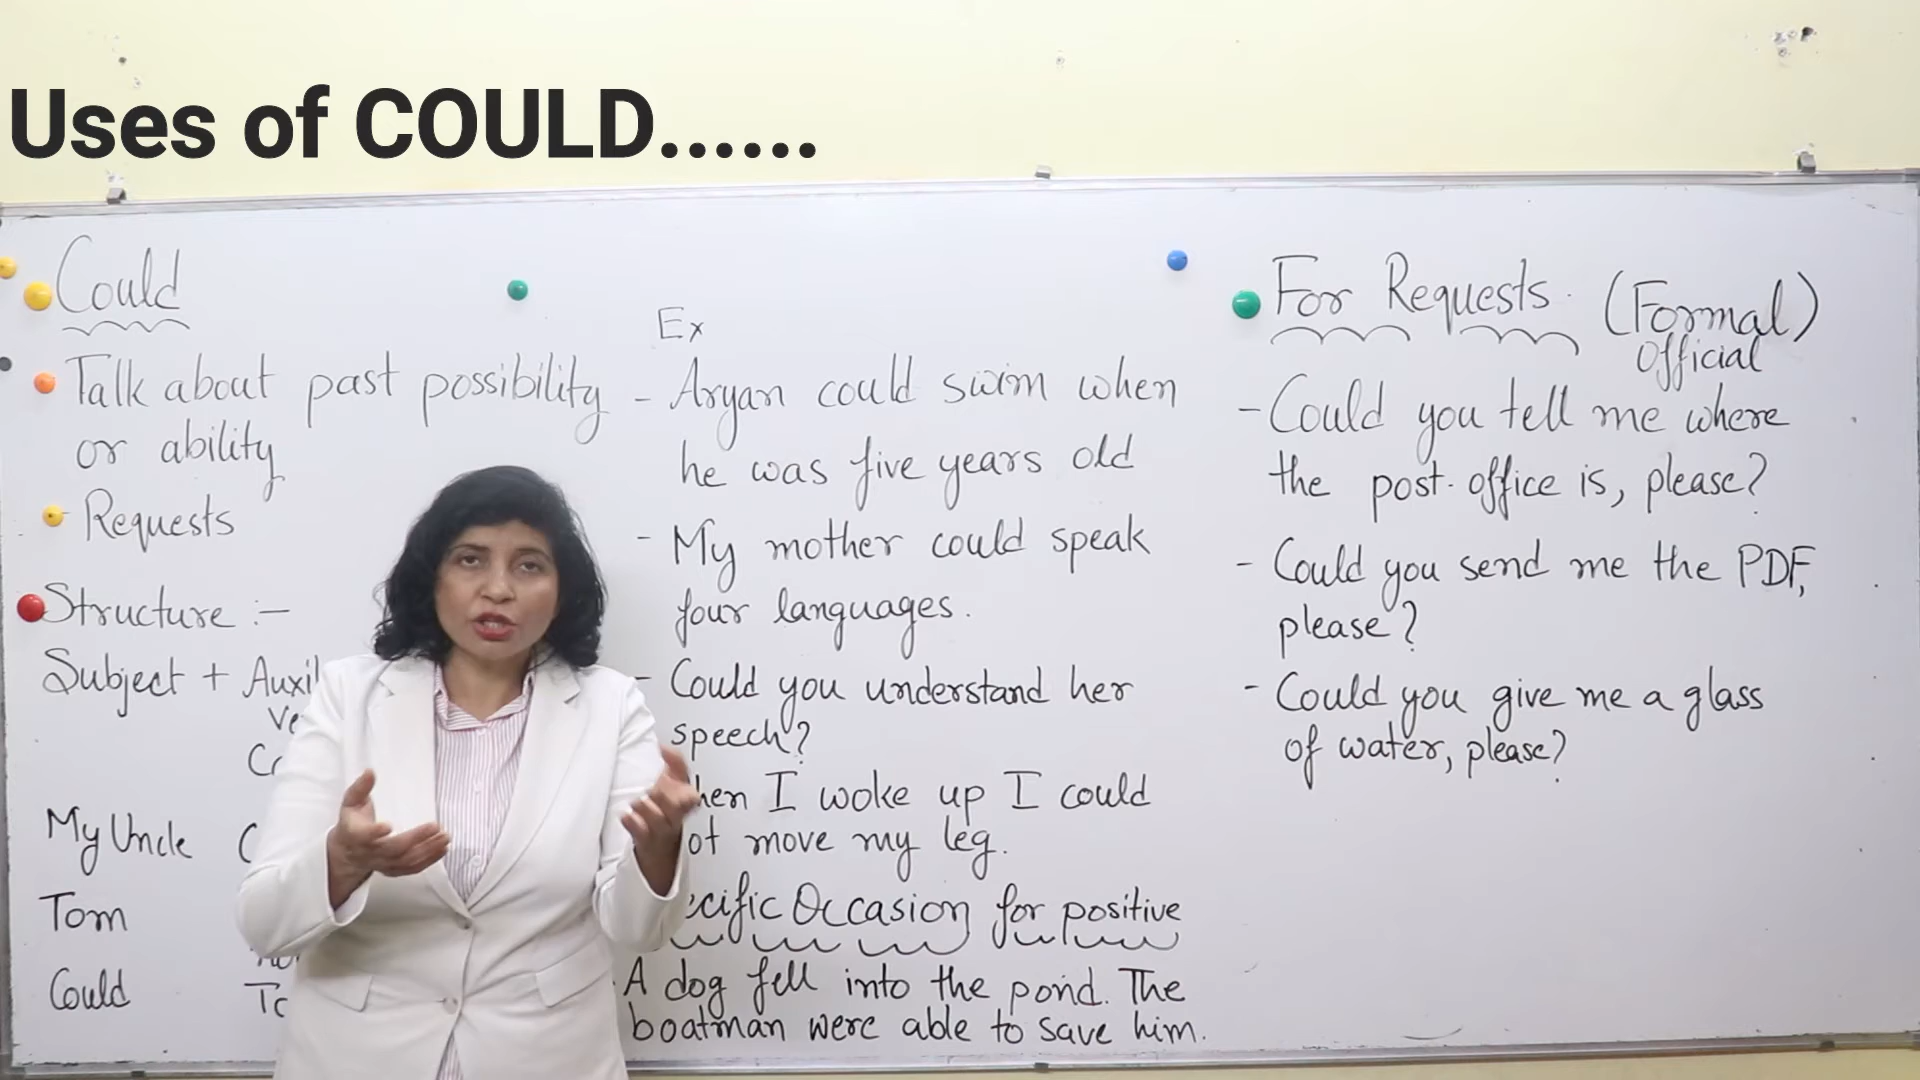 Uses of COULD......
Could
Talk about past possibility
or ability
Requests
Structure :-
Subject +
My Uncle
Tom
Could
Ex
- Aryan could swim when
he was five years old
- My mother could speak
four languages.
- Could you understand her
speech?
I woke up I could
move my leg.
Occasion for positive
A dog fell into the pond. The
boatman were able to save him.
For Requests. (Formal)
Official
- Could you tell me where
the post-office is, please?
- Could you send me the PDF,
please?
- Could you give me a glass
of water, please?